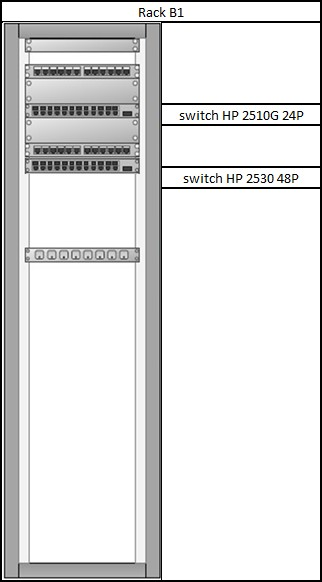 Rack B1
switch HP 2510G 24P
switch HP 2530 48P